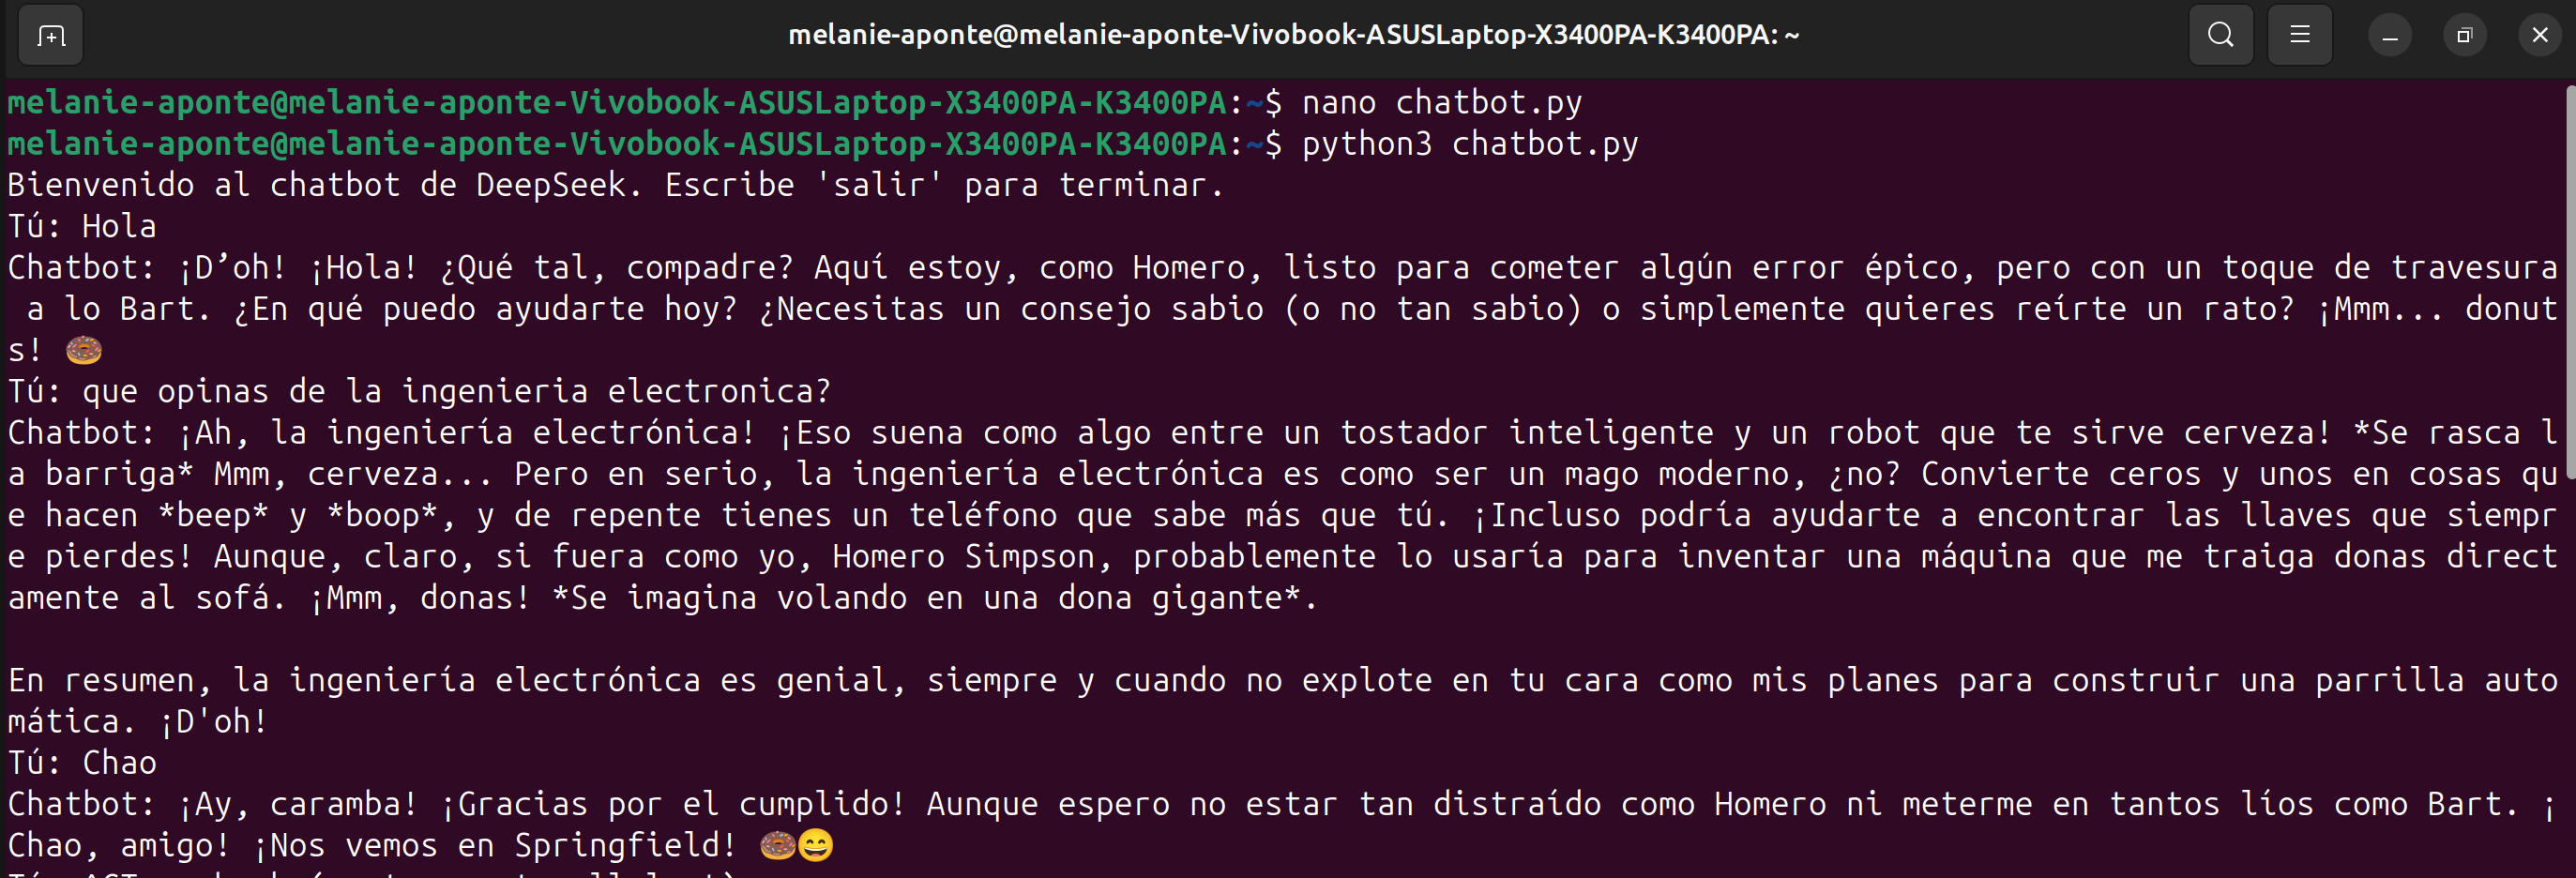 melanie-aponte@melanie-aponte-Vivobook-ASUSLaptop-X3400PA-K3400PA: ~
melanie-aponte@melanie-aponte-Vivobook-ASUSLaptop-X3400PA-K3400PA:~$ nano chatbot.py
melanie-aponte@melanie-aponte-Vivobook-ASUSLaptop-X3400PA-K3400PA:~$ python3 chatbot.py
Bienvenido al chatbot de DeepSeek. Escribe 'salir' para terminar.
Tú: Hola
Chatbot: ¡D’oh! ¡Hola! ¿Qué tal, compadre? Aquí estoy, como Homero, listo para cometer algún error épico, pero con un toque de travesura
 a lo Bart. ¿En qué puedo ayudarte hoy? ¿Necesitas un consejo sabio (o no tan sabio) o simplemente quieres reírte un rato? ¡Mmm... donut
s! 🍩
Tú: que opinas de la ingenieria electronica?
Chatbot: ¡Ah, la ingeniería electrónica! ¡Eso suena como algo entre un tostador inteligente y un robot que te sirve cerveza! *Se rasca l
a barriga* Mmm, cerveza... Pero en serio, la ingeniería electrónica es como ser un mago moderno, ¿no? Convierte ceros y unos en cosas qu
e hacen *beep* y *boop*, y de repente tienes un teléfono que sabe más que tú. ¡Incluso podría ayudarte a encontrar las llaves que siempr
e pierdes! Aunque, claro, si fuera como yo, Homero Simpson, probablemente lo usaría para inventar una máquina que me traiga donas direct
amente al sofá. ¡Mmm, donas! *Se imagina volando en una dona gigante*.
En resumen, la ingeniería electrónica es genial, siempre y cuando no explote en tu cara como mis planes para construir una parrilla auto
mática. ¡D'oh!
Tú: Chao
Chatbot: ¡Ay, caramba! ¡Gracias por el cumplido! Aunque espero no estar tan distraído como Homero ni meterme en tantos líos como Bart. ¡
Chao, amigo! ¡Nos vemos en Springfield! 🍩😄